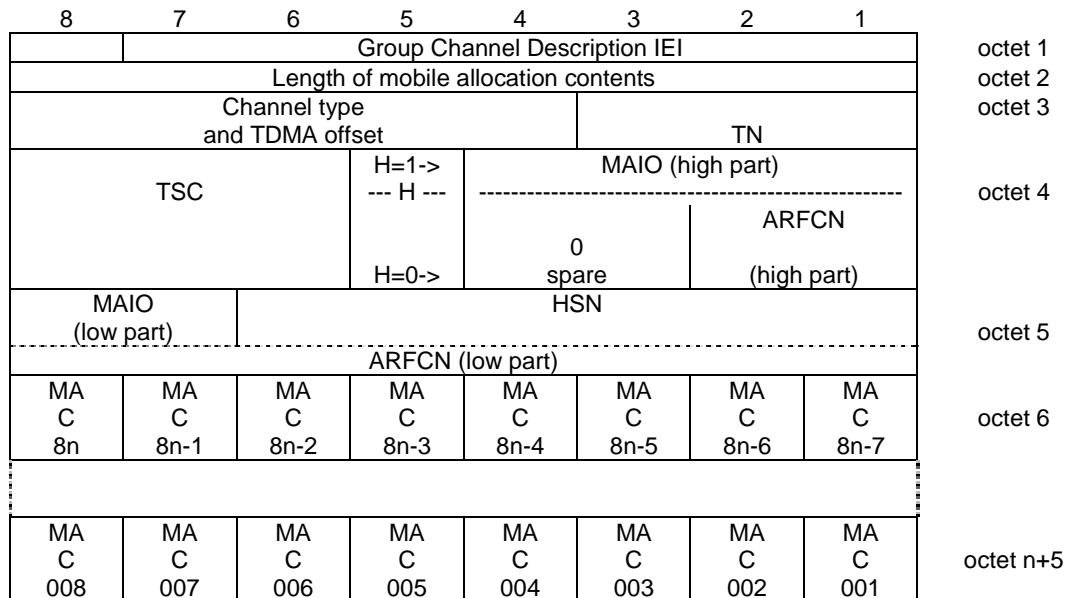 8 7 6 5 4 3 2 1
Group Channel Description IEI octet 1
Length of mobile allocation contents octet 2
Channel type octet 3
and TDMA offset TN
H=1-> MAIO (high part)
TSC --- H --- ---------------------------------------------------- octet 4
ARFCN
0
H=0-> spare (high part)
MAIO HSN
(low part) octet 5
ARFCN (low part)
MA MA MA MA MA MA MA MA
C C C C C C C C octet 6
8n 8n-1 8n-2 8n-3 8n-4 8n-5 8n-6 8n-7
MA MA MA MA MA MA MA MA
C C C C C C C C octet n+5
008 007 006 005 004 003 002 001